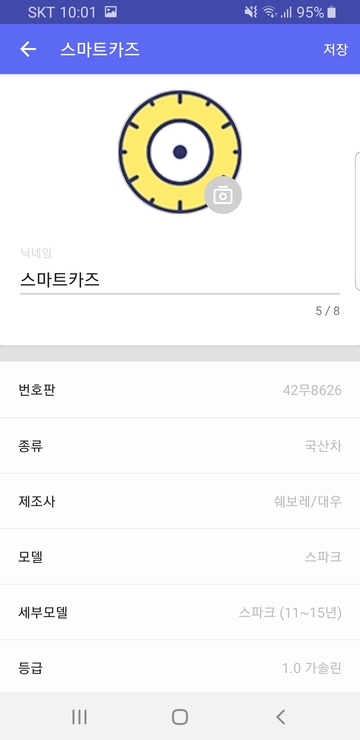 SKT 10:01 95%
스마트카즈 저장
닉네임
스마트카즈
5 / 8
번호판 42무8626
종류 국산차
제조사 쉐보레/대우
모델 스파크
세부모델 스파크 (11~15년)
등급 1.0 가솔린